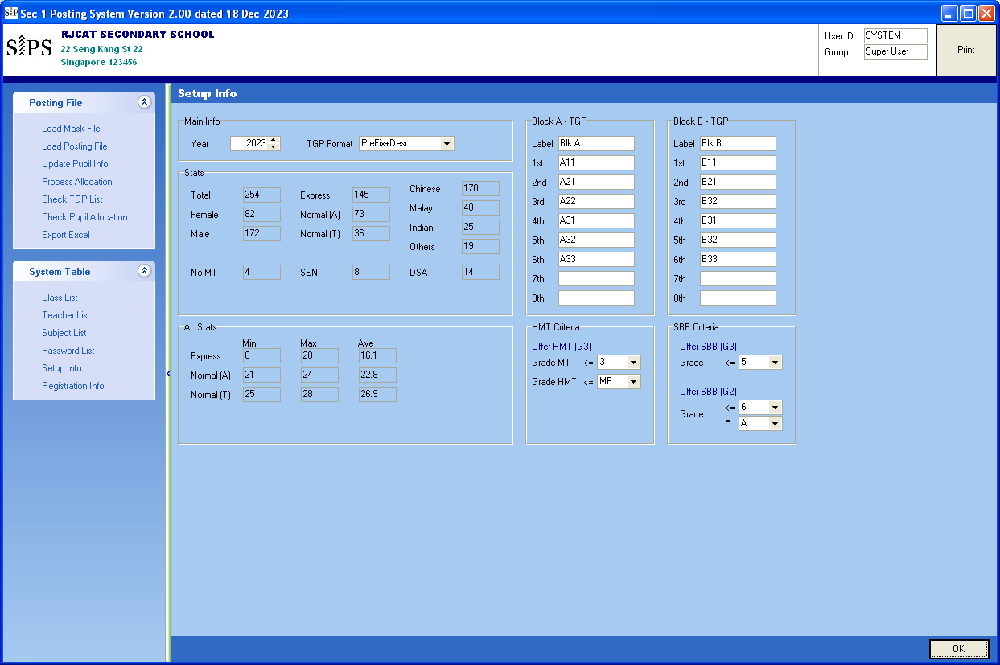 S1P Sec 1 Posting System Version 2.00 dated 18 Dec 2023
S PS RJCAT SECONDARY SCHOOL
22 Seng Kang St 22
Singapore 123456
User ID SYSTEM
Group Super User
Print
Posting File
Load Mask File
Load Posting File
Update Pupil Info
Process Allocation
Check TGP List
Check Pupil Allocation
Export Excel
System Table
Class List
Teacher List
Subject List
Password List
Setup Info
Registration Info
Setup Info
Main Info
Year 2023 TGP Format PreFix+Desc
Stats
Total 254 Express 145 Chinese 170
Female 82 Normal (A) 73 Malay 40
Male 172 Normal (T) 36 Indian 25
Others 19
No MT 4 SEN 8 DSA 14
AL Stats
Min Max Ave
Express 8 20 16.1
Normal (A) 21 24 22.8
Normal (T) 25 28 26.9
Block A - TGP
Label Blk A
1st A11
2nd A21
3rd A22
4th A31
5th A32
6th A33
7th
8th
Block B - TGP
Label Blk B
1st B11
2nd B21
3rd B32
4th B31
5th B32
6th B33
7th
8th
HMT Criteria
Offer HMT (G3)
Grade MT <= 3
Grade HMT <= ME
SBB Criteria
Offer SBB (G3)
Grade <= 5
Offer SBB (G2)
Grade <= 6
= A
OK